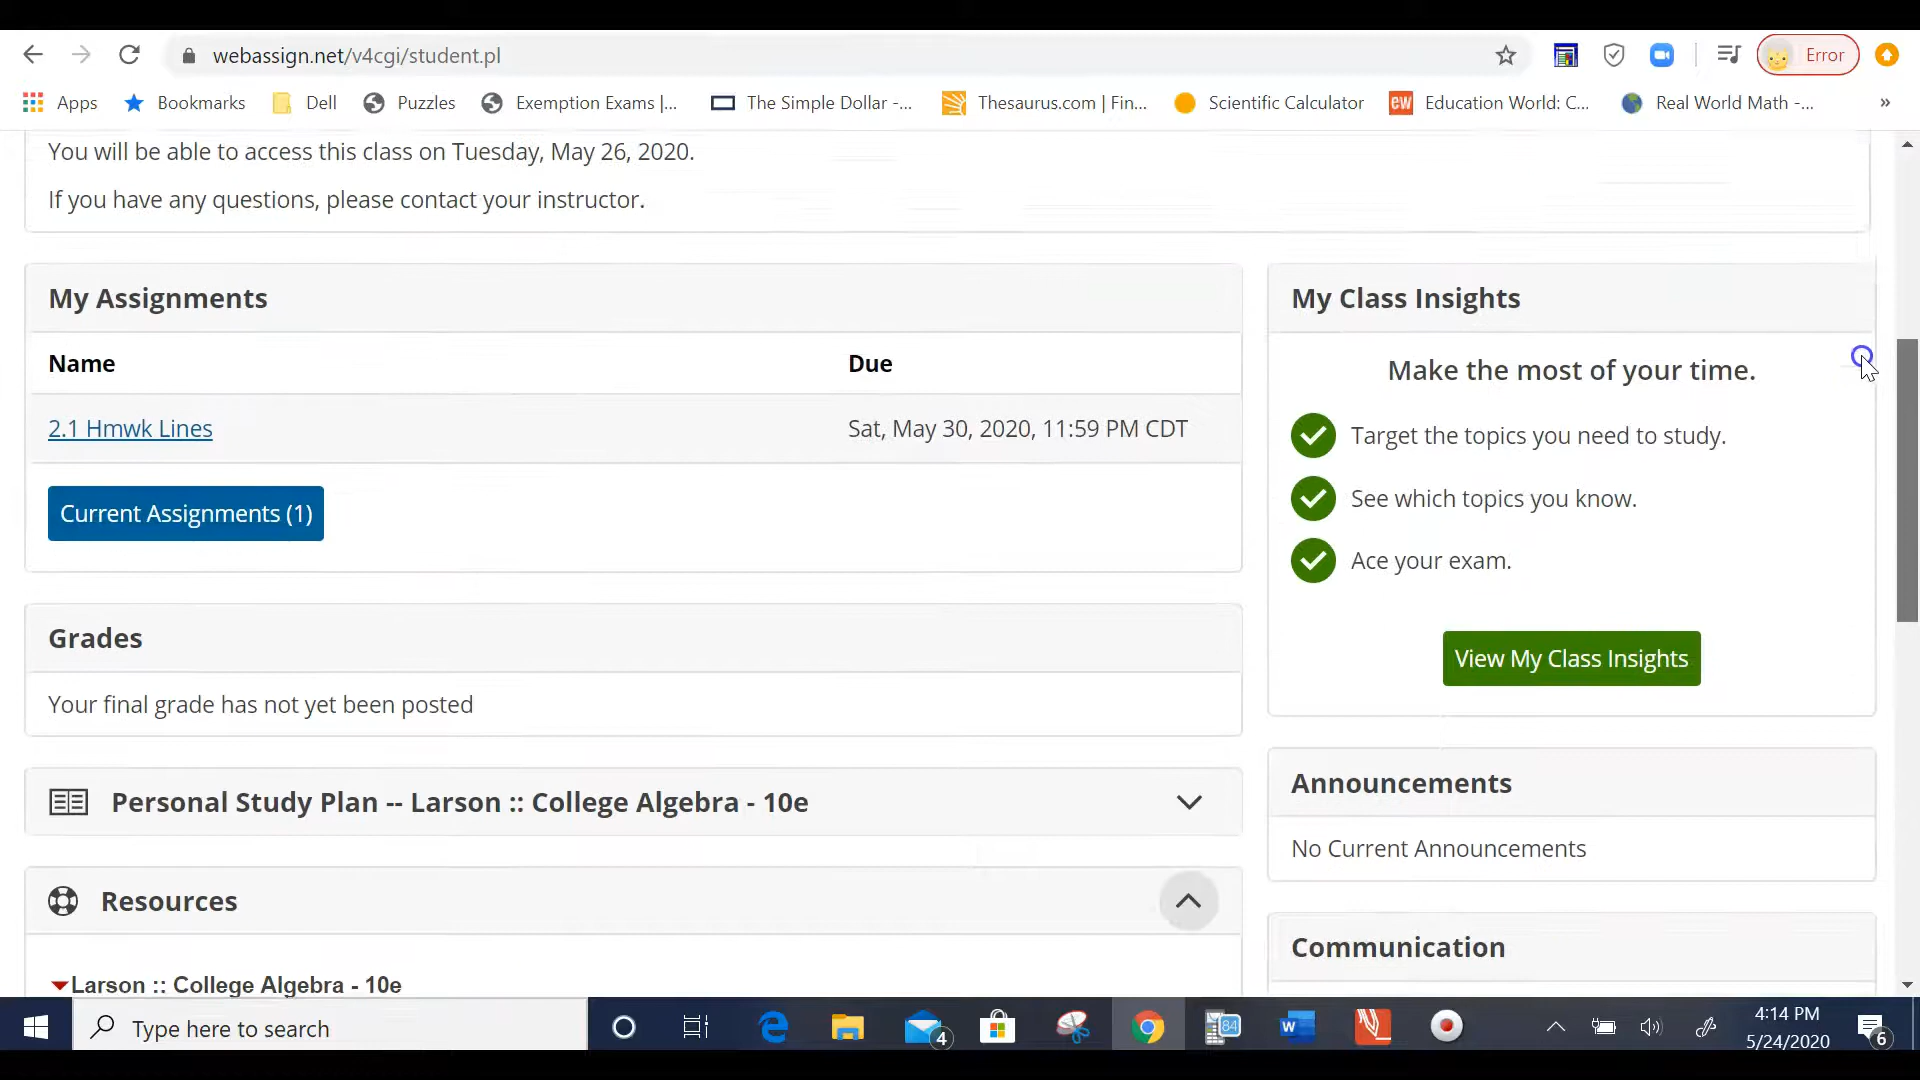 webassign.net/v4cgi/student.pl
Error
Apps
Bookmarks
Dell
Puzzles
Exemption Exams |...
The Simple Dollar -...
Thesaurus.com | Fin...
Scientific Calculator
ew
Education World: C...
Real World Math -...
»
You will be able to access this class on Tuesday, May 26, 2020.
If you have any questions, please contact your instructor.
My Assignments
Name
Due
2.1 Hmwk Lines
Sat, May 30, 2020, 11:59 PM CDT
Current Assignments (1)
Grades
Your final grade has not yet been posted
Personal Study Plan -- Larson :: College Algebra - 10e
Resources
Larson :: College Algebra - 10e
My Class Insights
Make the most of your time.
Target the topics you need to study.
See which topics you know.
Ace your exam.
View My Class Insights
Announcements
No Current Announcements
Communication
Type here to search
4
84
W
4:14 PM
5/24/2020
6